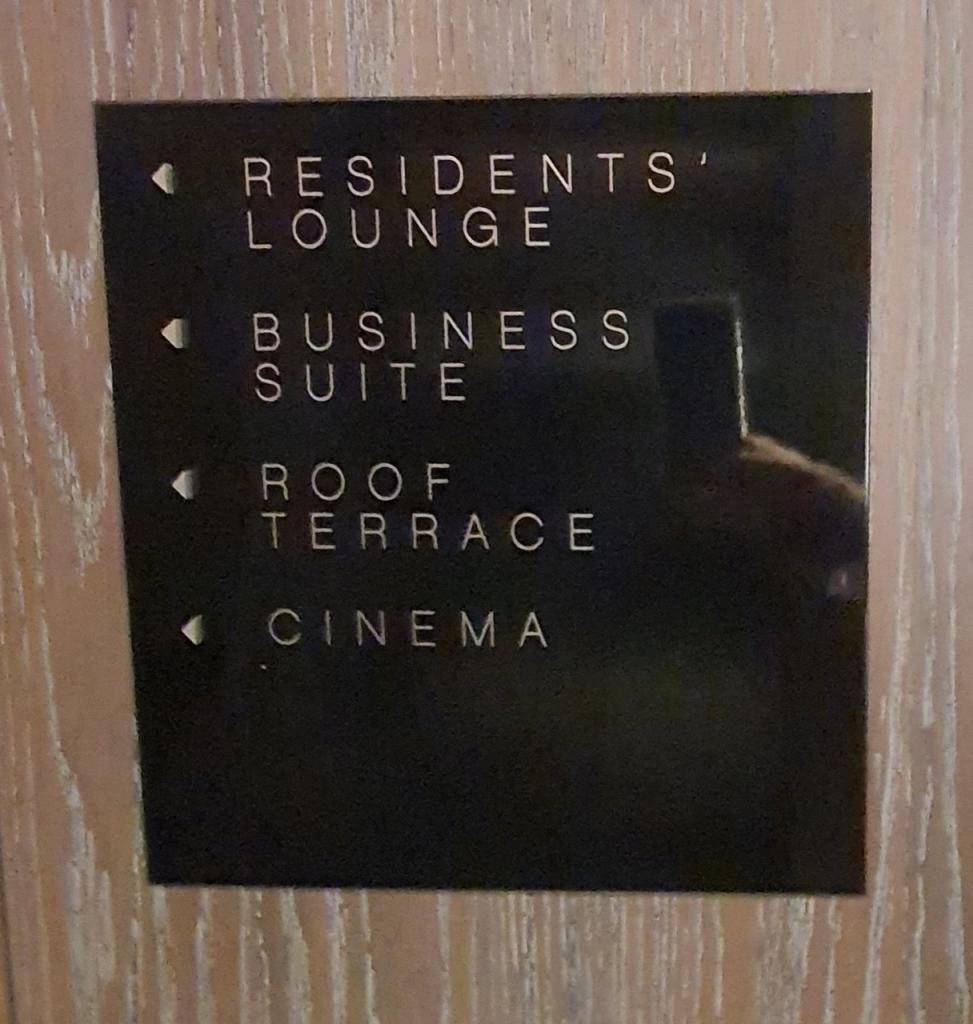 RESIDENTS'
LOUNGE
BUSINESS
SUITE
ROOF
TERRACE
CINEMA